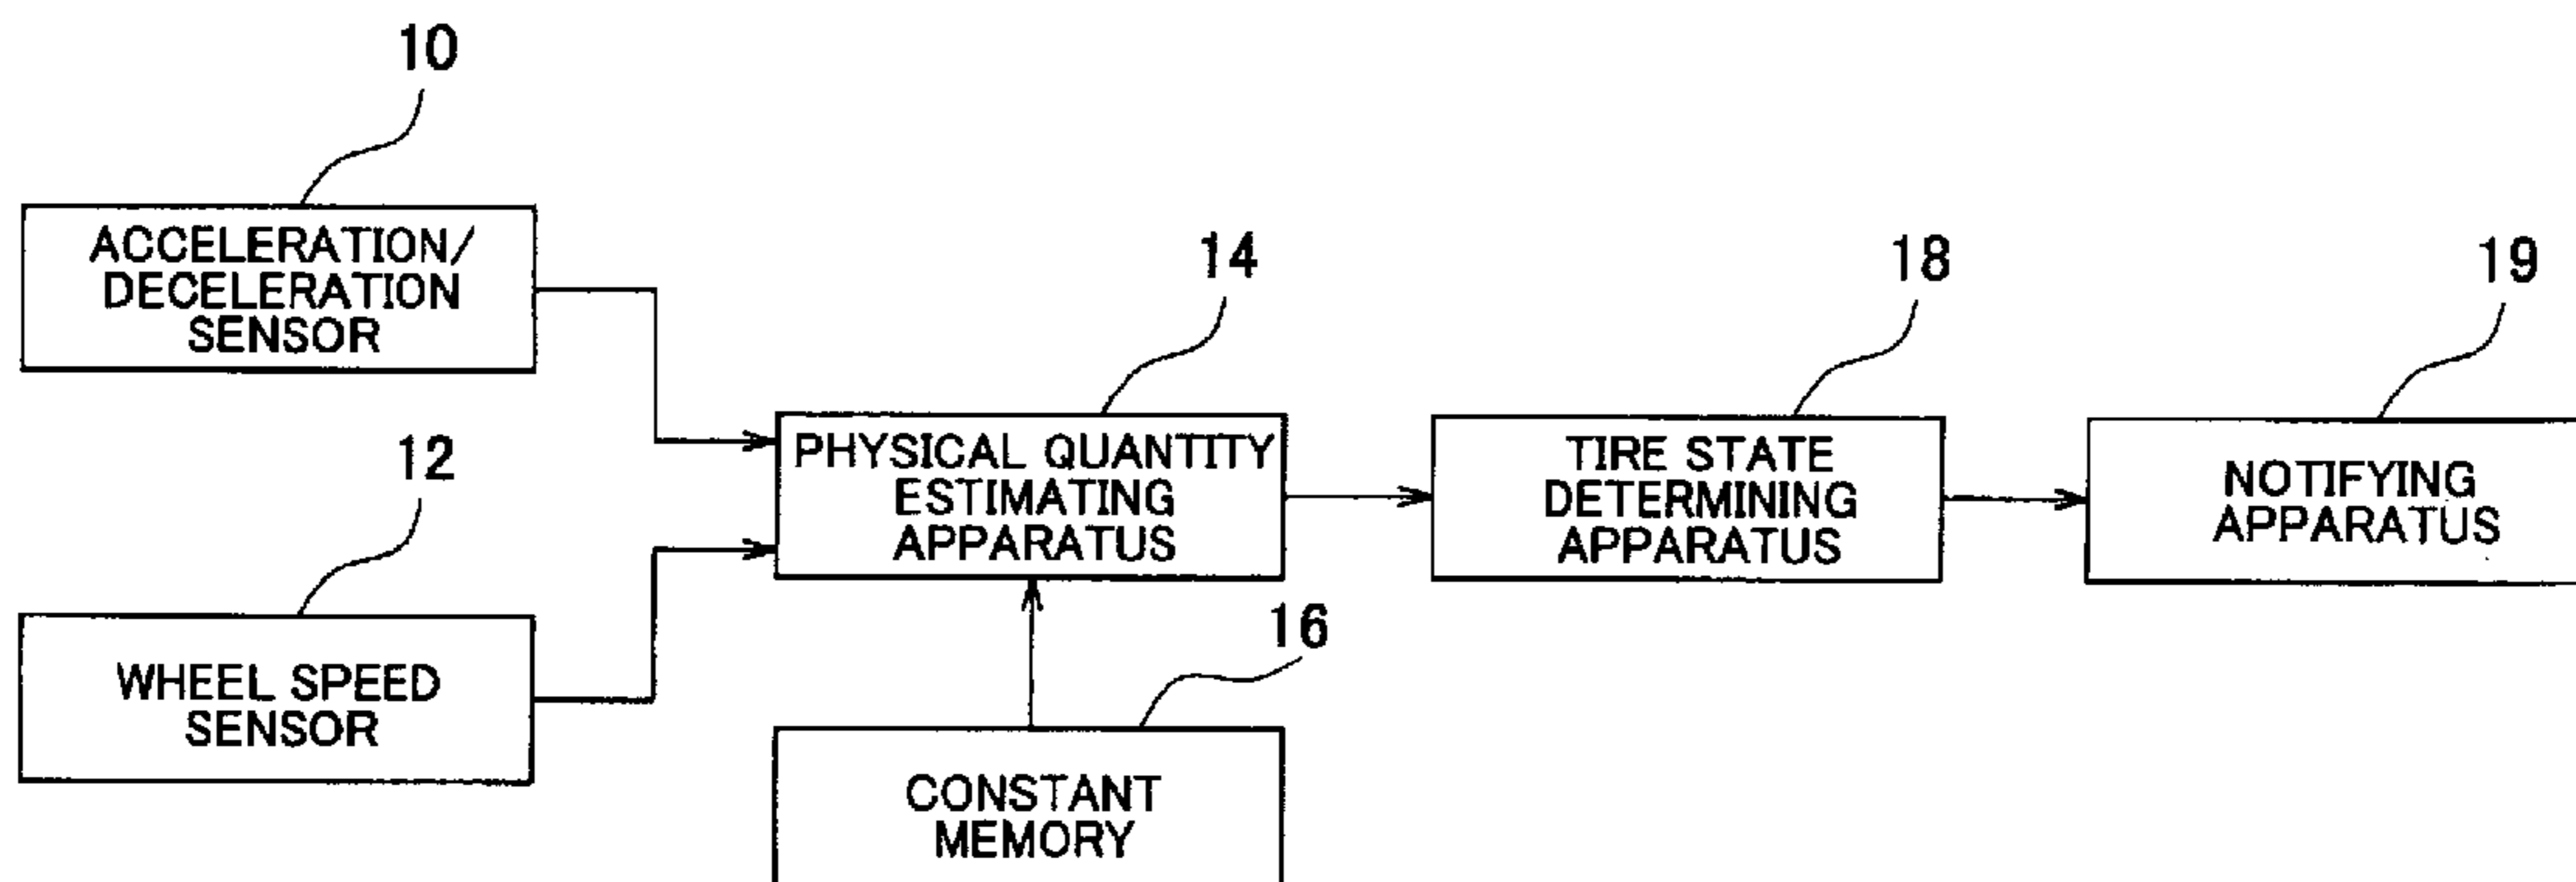 10
ACCELERATION/
DECELERATION
SENSOR
12
WHEEL SPEED
SENSOR
14
PHYSICAL QUANTITY
ESTIMATING
APPARATUS
16
CONSTANT
MEMORY
18
TIRE STATE
DETERMINING
APPARATUS
19
NOTIFYING
APPARATUS